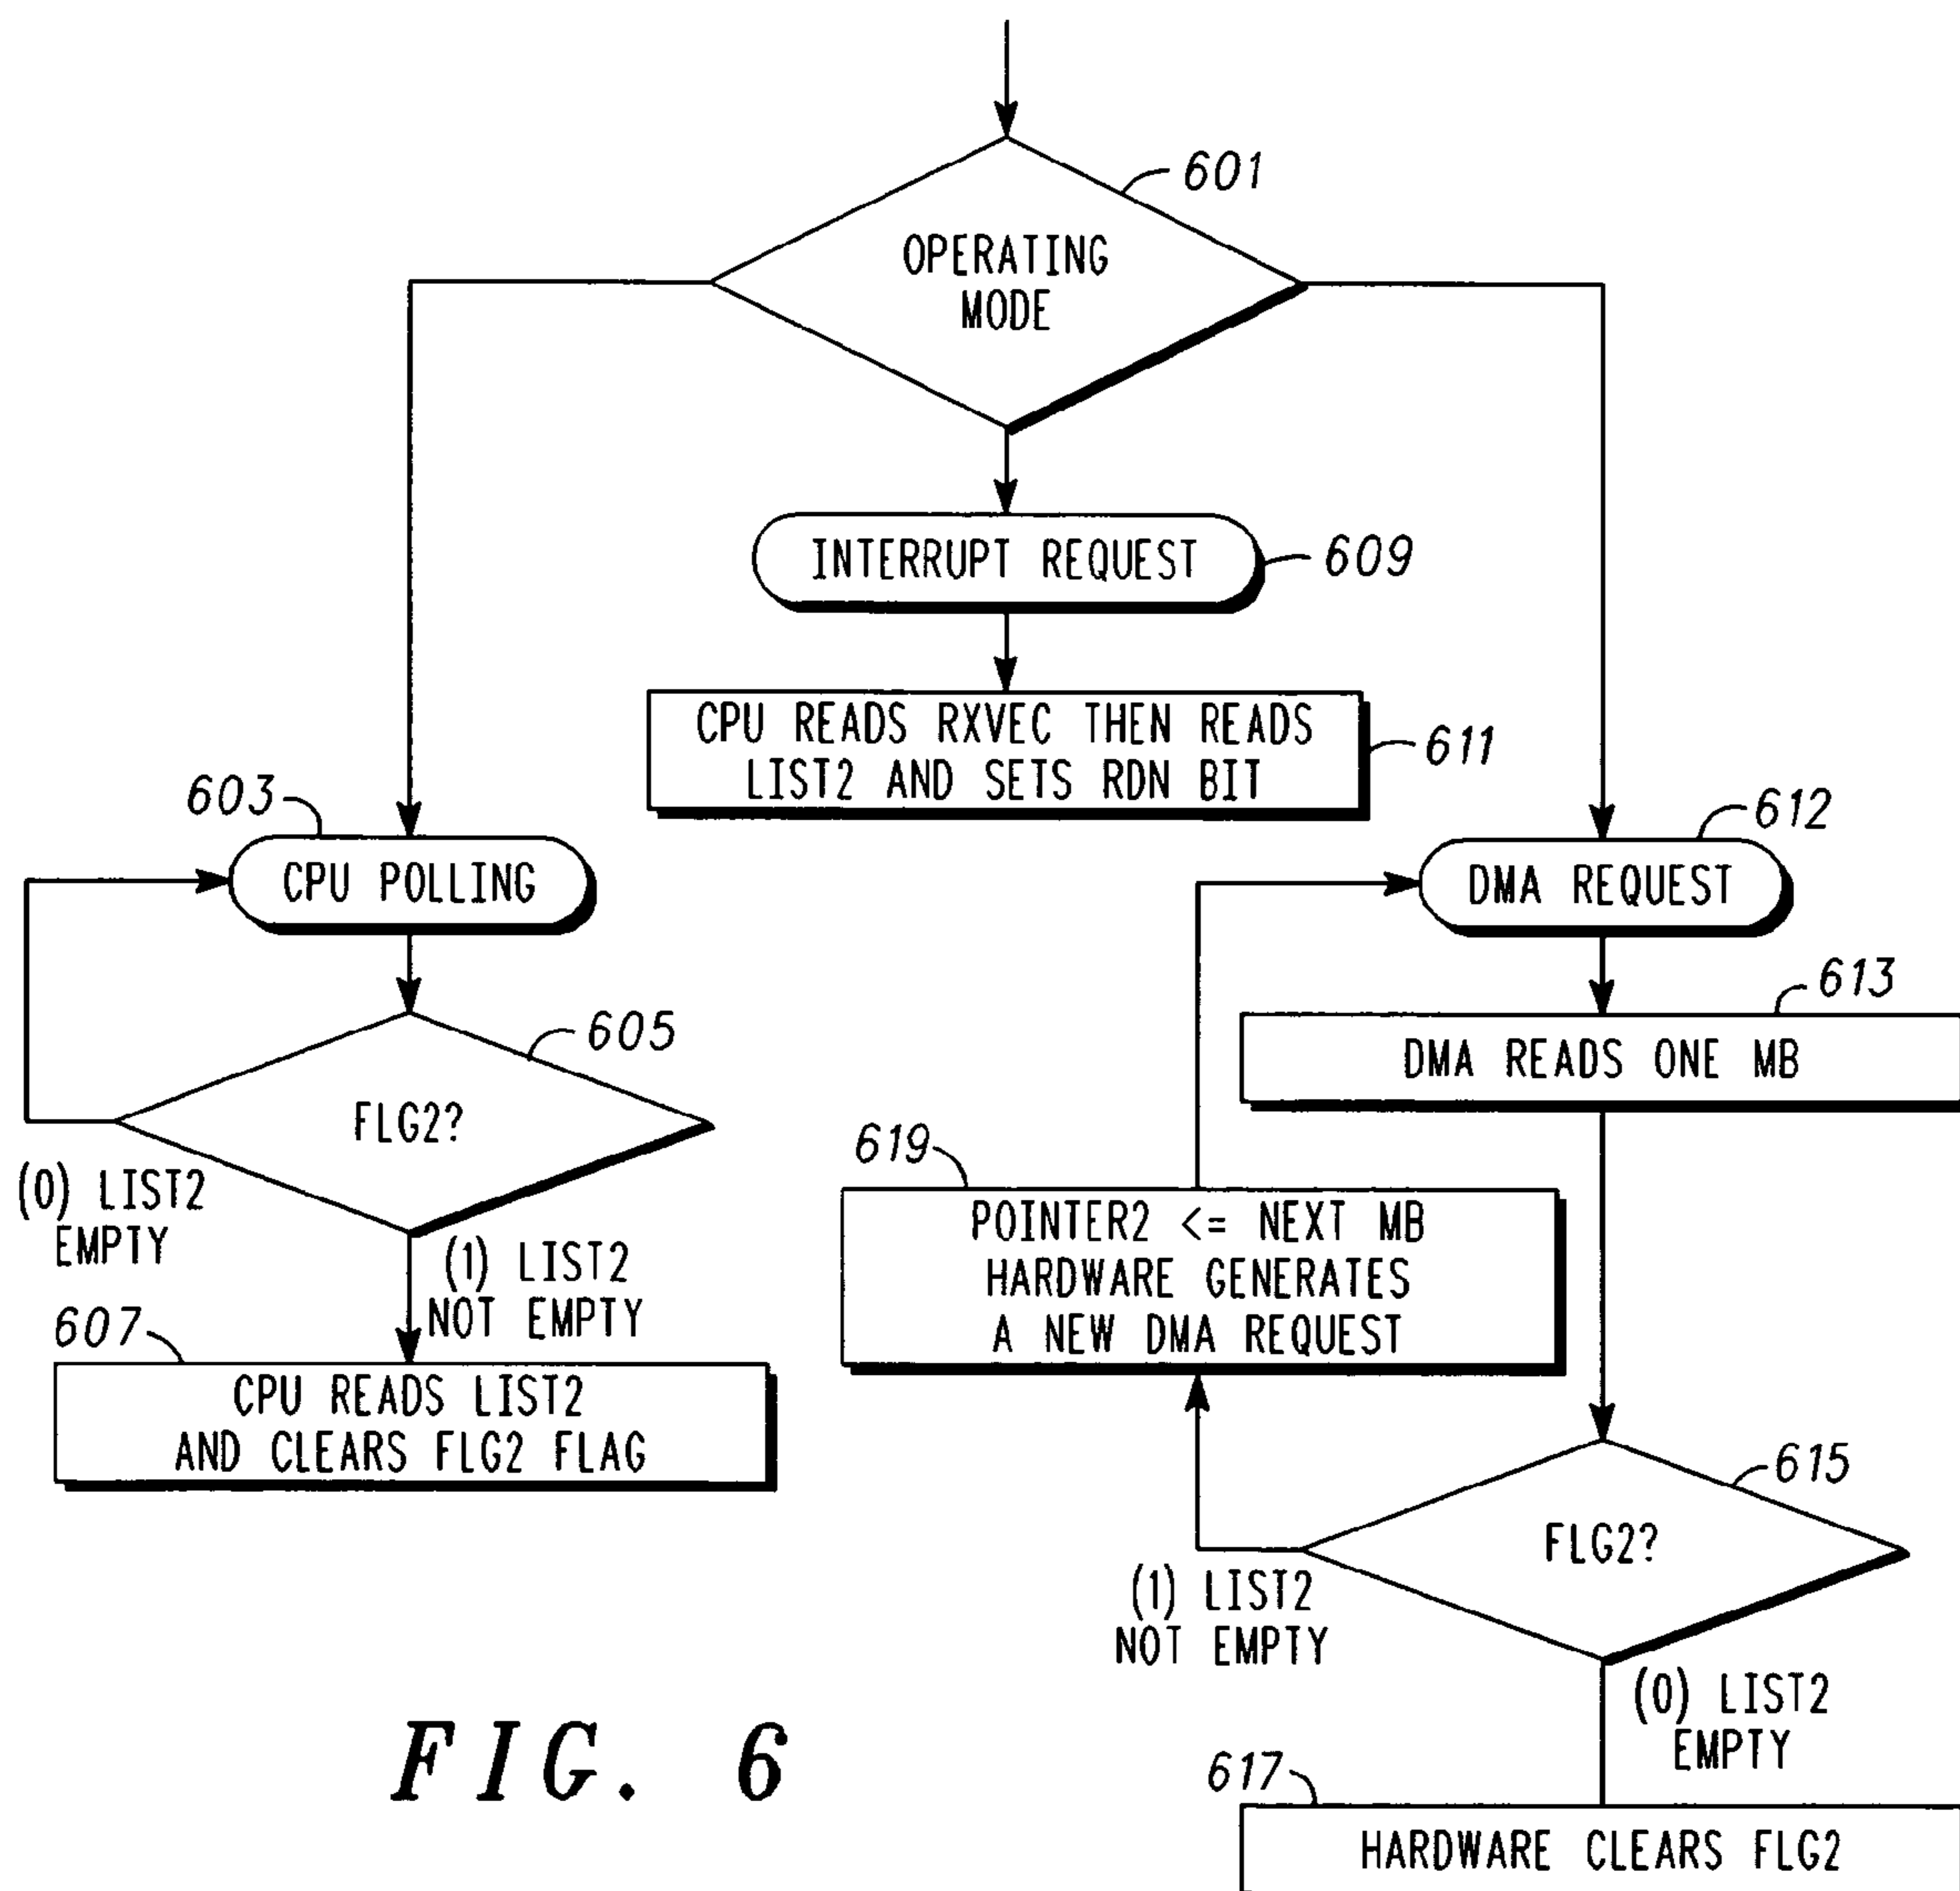 601
OPERATING
MODE
INTERRUPT REQUEST
609
CPU READS RXVEC THEN READS
LIST2 AND SETS RDN BIT
611
603
CPU POLLING
612
DMA REQUEST
613
DMA READS ONE MB
605
FLG2?
(0) LIST2
EMPTY
(1) LIST2
NOT EMPTY
607
CPU READS LIST2
AND CLEARS FLG2 FLAG
619
POINTER2 <= NEXT MB
HARDWARE GENERATES
A NEW DMA REQUEST
615
FLG2?
(1) LIST2
NOT EMPTY
(0) LIST2
EMPTY
617
HARDWARE CLEARS FLG2
FIG. 6